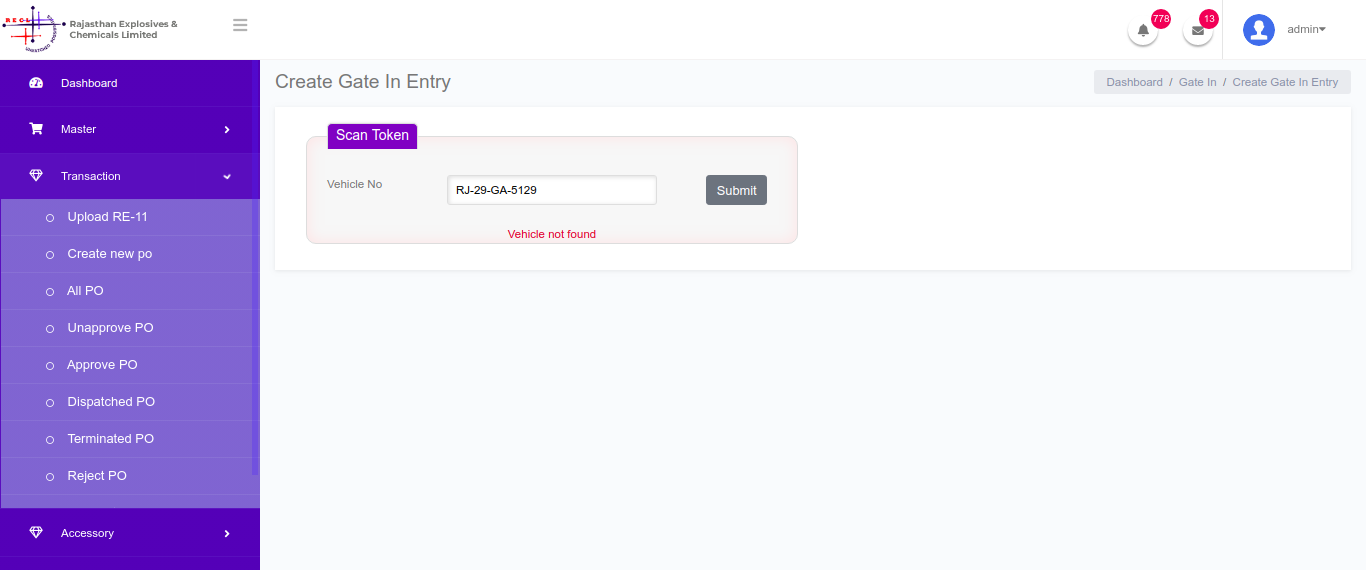 RECL
Rajasthan Explosives &
Chemicals Limited
778
13
admin
Dashboard
Master
Transaction
Upload RE-11
Create new po
All PO
Unapprove PO
Approve PO
Dispatched PO
Terminated PO
Reject PO
Accessory
Create Gate In Entry
Dashboard / Gate In / Create Gate In Entry
Scan Token
Vehicle No
RJ-29-GA-5129
Submit
Vehicle not found